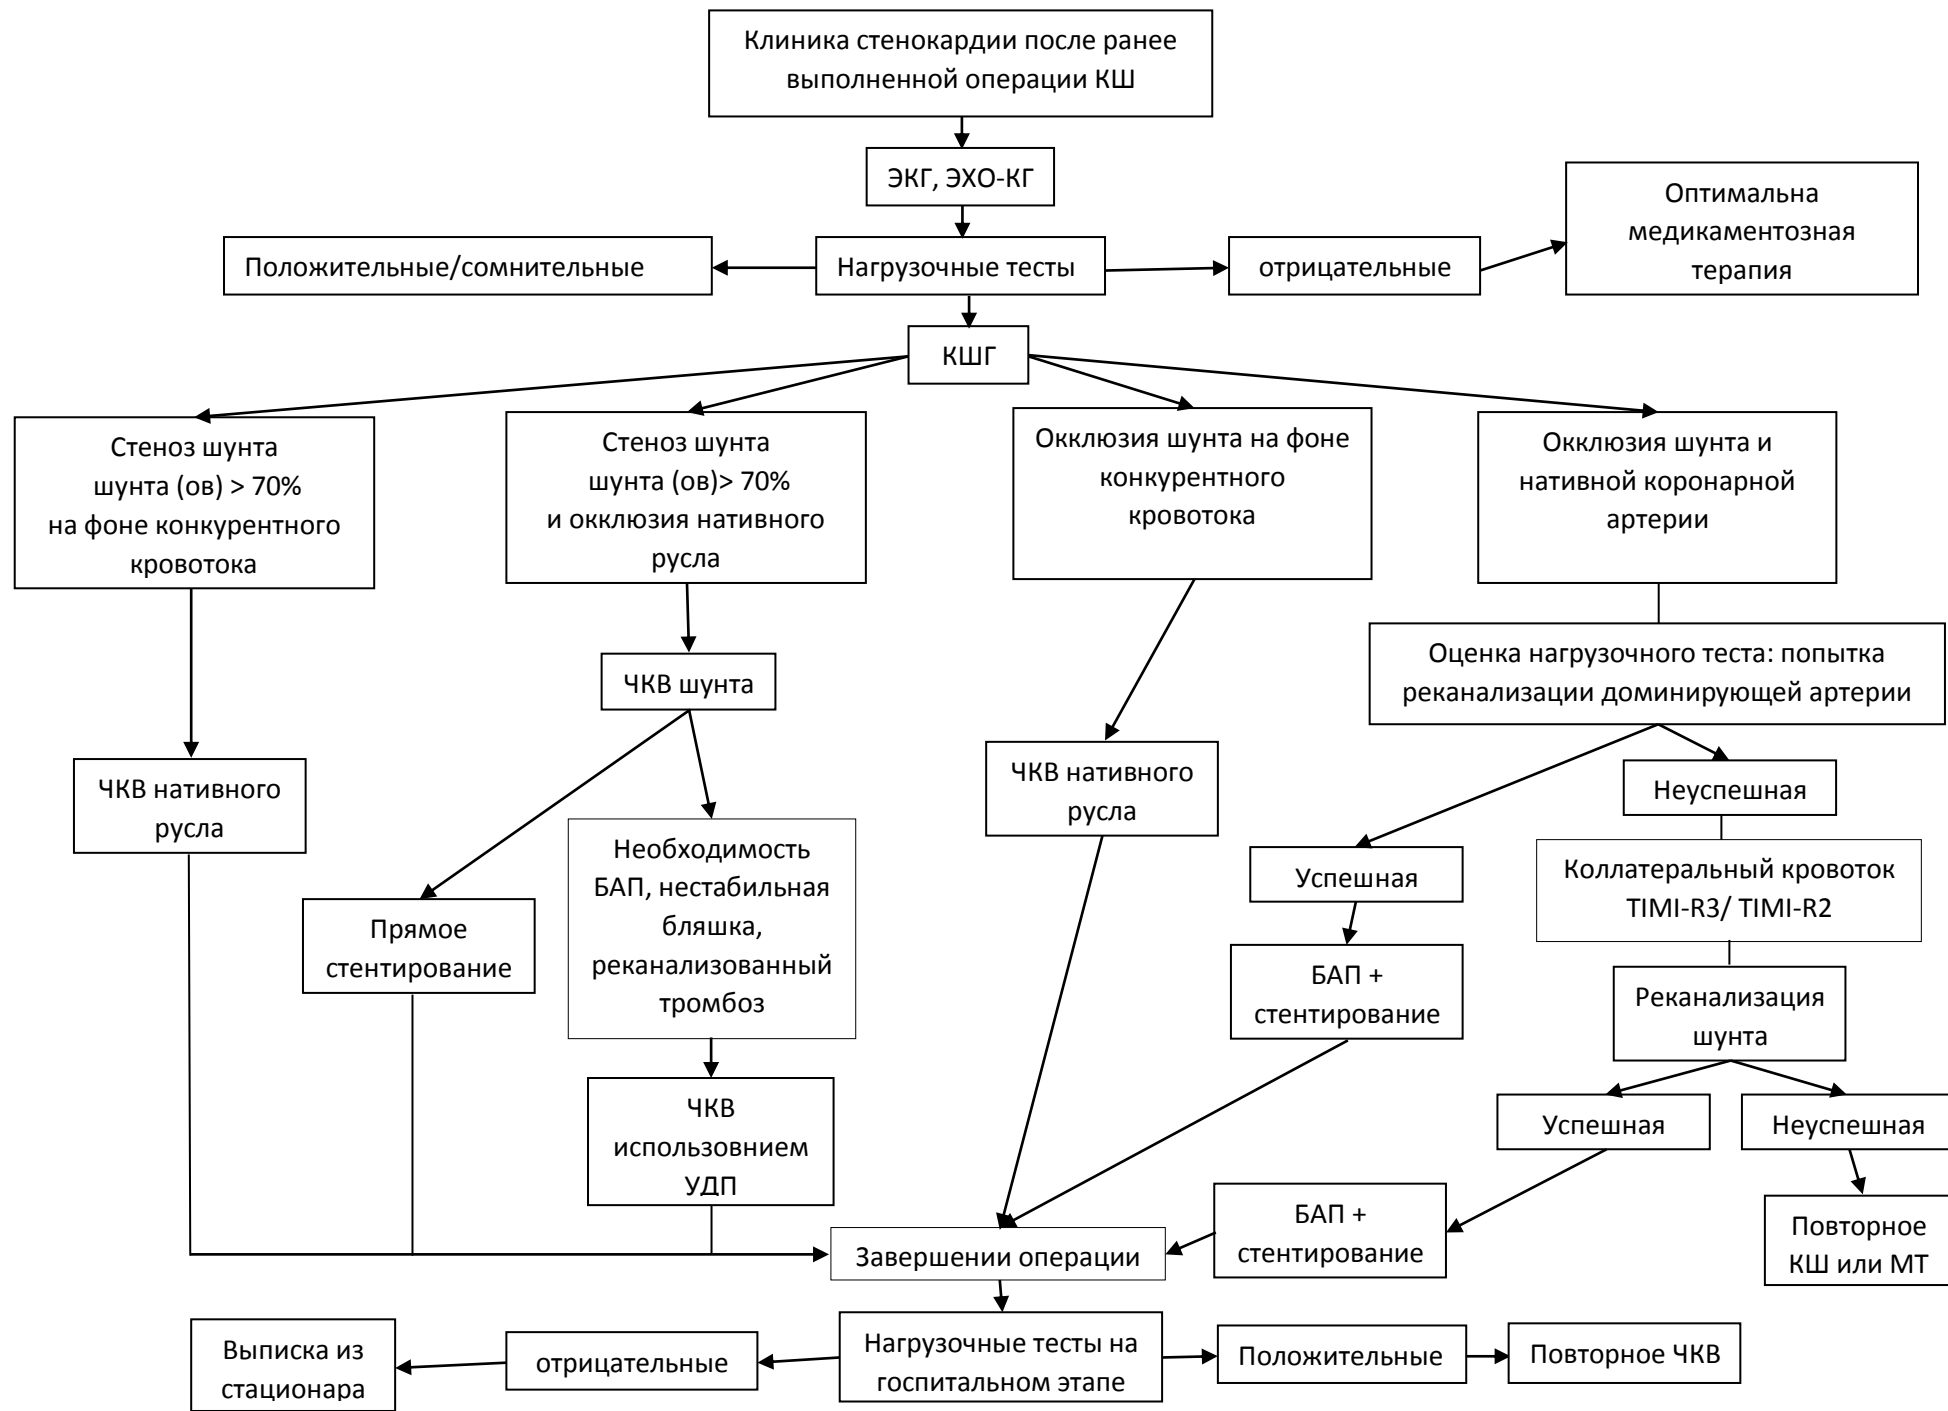 Клиника стенокардии после ранее
выполненной операции КШ
ЭКГ, ЭХО-КГ
Оптимальна
медикаментозная
терапия
Положительные/сомнительные
Нагрузочные тесты
отрицательные
КШГ
Стеноз шунта
шунта (ов) > 70%
на фоне конкурентного
кровотока
Стеноз шунта
шунта (ов)> 70%
и окклюзия нативного
русла
Окклюзия шунта на фоне
конкурентного
кровотока
Окклюзия шунта и
нативной коронарной
артерии
Оценка нагрузочного теста: попытка
реканализации доминирующей артерии
ЧКВ шунта
ЧКВ нативного
русла
ЧКВ нативного
русла
Неуспешная
Необходимость
БАП, нестабильная
бляшка,
реканализованный
тромбоз
Успешная
Коллатеральный кровоток
TIMI-R3/ TIMI-R2
Прямое
стентирование
БАП +
стентирование
Реканализация
шунта
ЧКВ
использовнием
УДП
Успешная
Неуспешная
БАП +
стентирование
Повторное
КШ или МТ
Завершении операции
Выписка из
стационара
отрицательные
Нагрузочные тесты на
госпитальном этапе
Положительные
Повторное ЧКВ